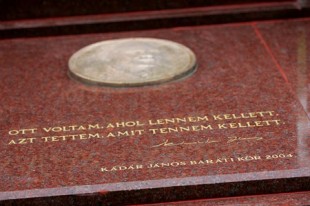 OTT VOLTAM, AHOL LENNEM KELLETT,
AZT TETTEM, AMIT TENNEM KELLETT.
KÁDÁR JÁNOS BARÁTI KÖR 2004.